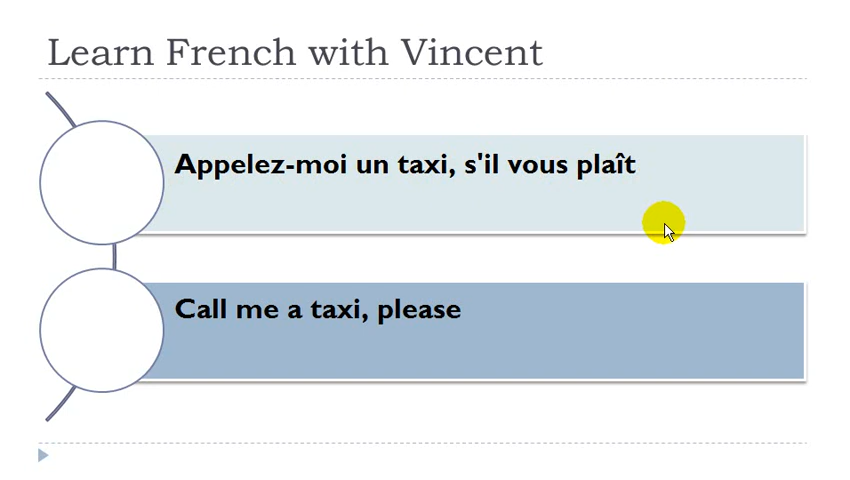 Learn French with Vincent
Appelez-moi un taxi, s'il vous plaît
Call me a taxi, please